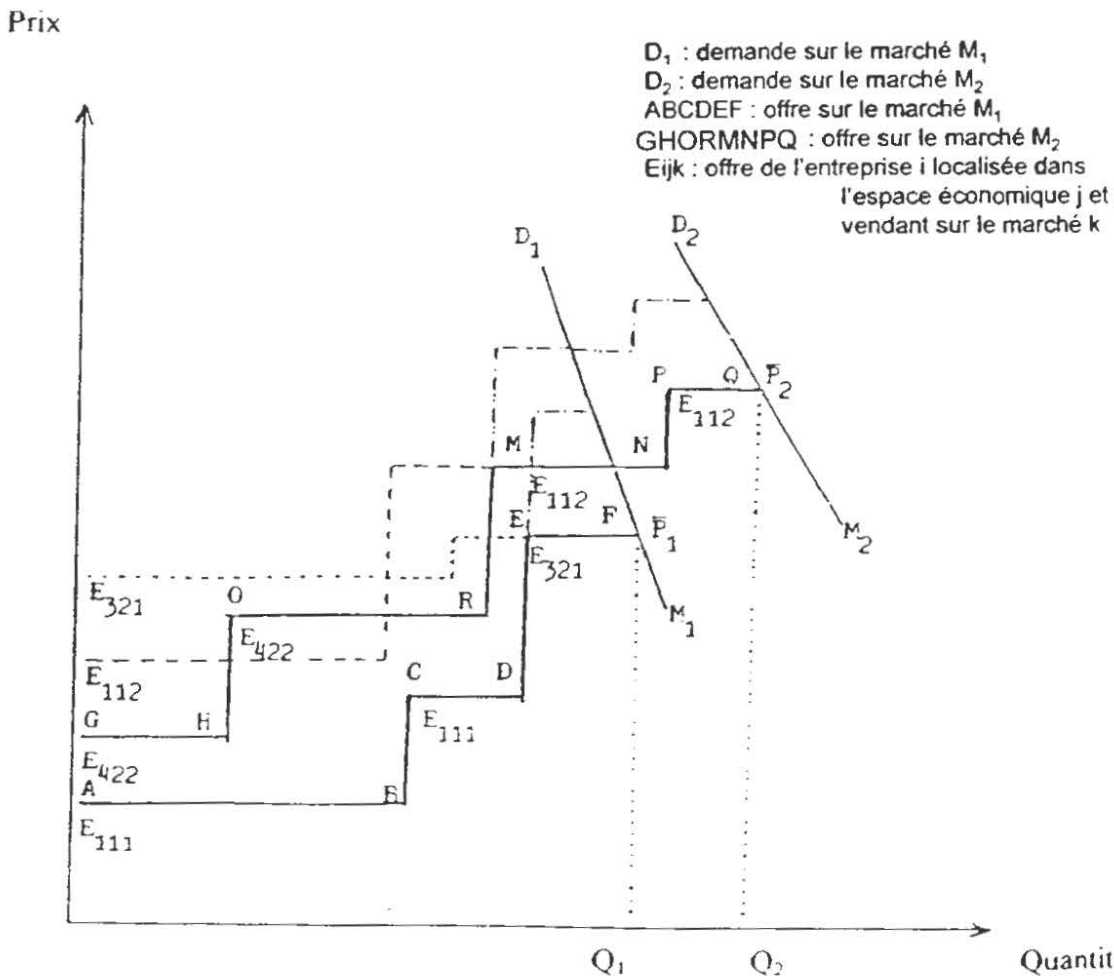 Prix
D1 : demande sur le marché M1
D2 : demande sur le marché M2
ABCDEF : offre sur le marché M1
GHORMNPQ : offre sur le marché M2
Eijk : offre de l'entreprise i localisée dans
l'espace économique j et
vendant sur le marché k
D1
D2
P
Q
P̄2
E112
M
N
E112
E
F
P̄1
M2
E321
E321
O
R
M1
E422
C
D
E112
E111
G
H
E422
A
B
E111
Q1
Q2
Quantit